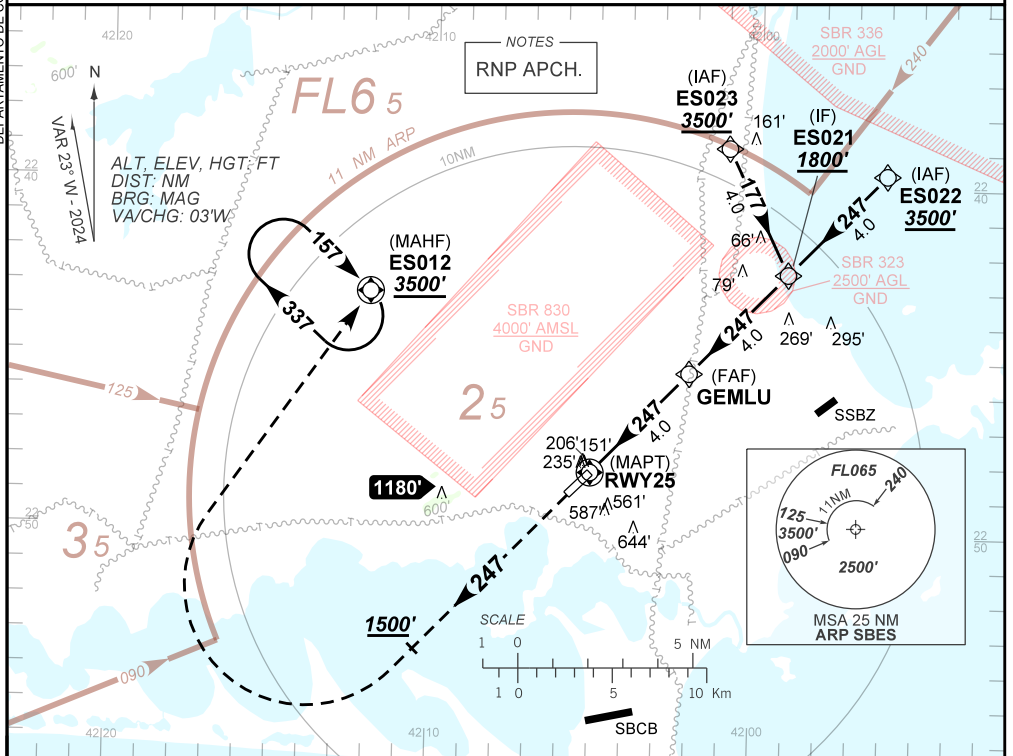 42 20
42 10
42 00
NOTES
RNP APCH.
SBR 336
2000' AGL
GND
240
600'
N
VAR 23° W - 2024
FL6 5
ALT, ELEV, HGT: FT
DIST: NM
BRG: MAG
VA/CHG: 03'W
11 NM ARP
10NM
(IAF)
ES023
3500'
161'
(IF)
ES021
1800'
(IAF)
ES022
3500'
22
40
22
40
177
4.0
247
4.0
66'
79'
SBR 323
2500' AGL
GND
157
337
(MAHF)
ES012
3500'
SBR 830
4000' AMSL
GND
247
4.0
269'
295'
125
2 5
(FAF)
GEMLU
247
4.0
SSBZ
206'
151'
235'
(MAPT)
RWY25
1180'
600'
561'
587'
644'
22
50
22
50
3 5
FL065
11NM
240
125
3500'
090
2500'
MSA 25 NM
ARP SBES
247
1500'
090
SCALE
1 0 5 NM
1 0 5 10 Km
SBCB
42 20
42 10
42 00